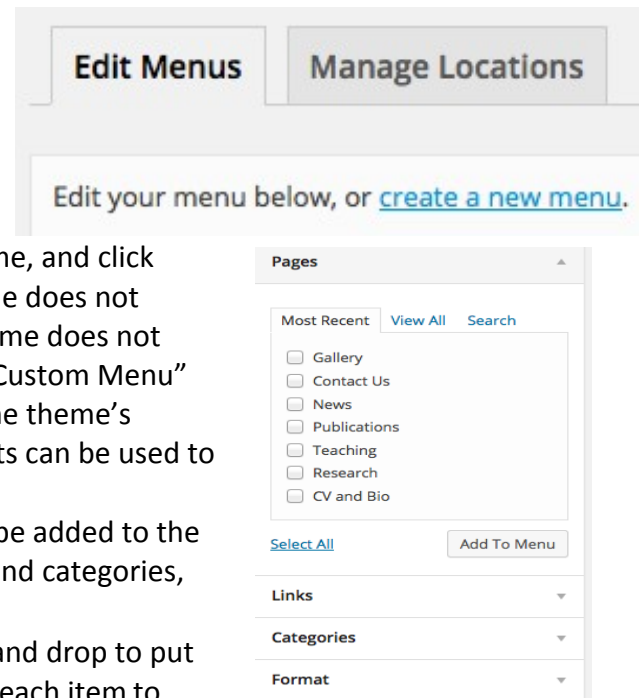 Edit Menus Manage Locations
Edit your menu below, or create a new menu.
me, and click
e does not
me does not
Custom Menu”
e theme’s
ts can be used to
be added to the
nd categories,
and drop to put
each item to
Pages
Most Recent View All Search
Gallery
Contact Us
News
Publications
Teaching
Research
CV and Bio
Select All Add To Menu
Links
Categories
Format